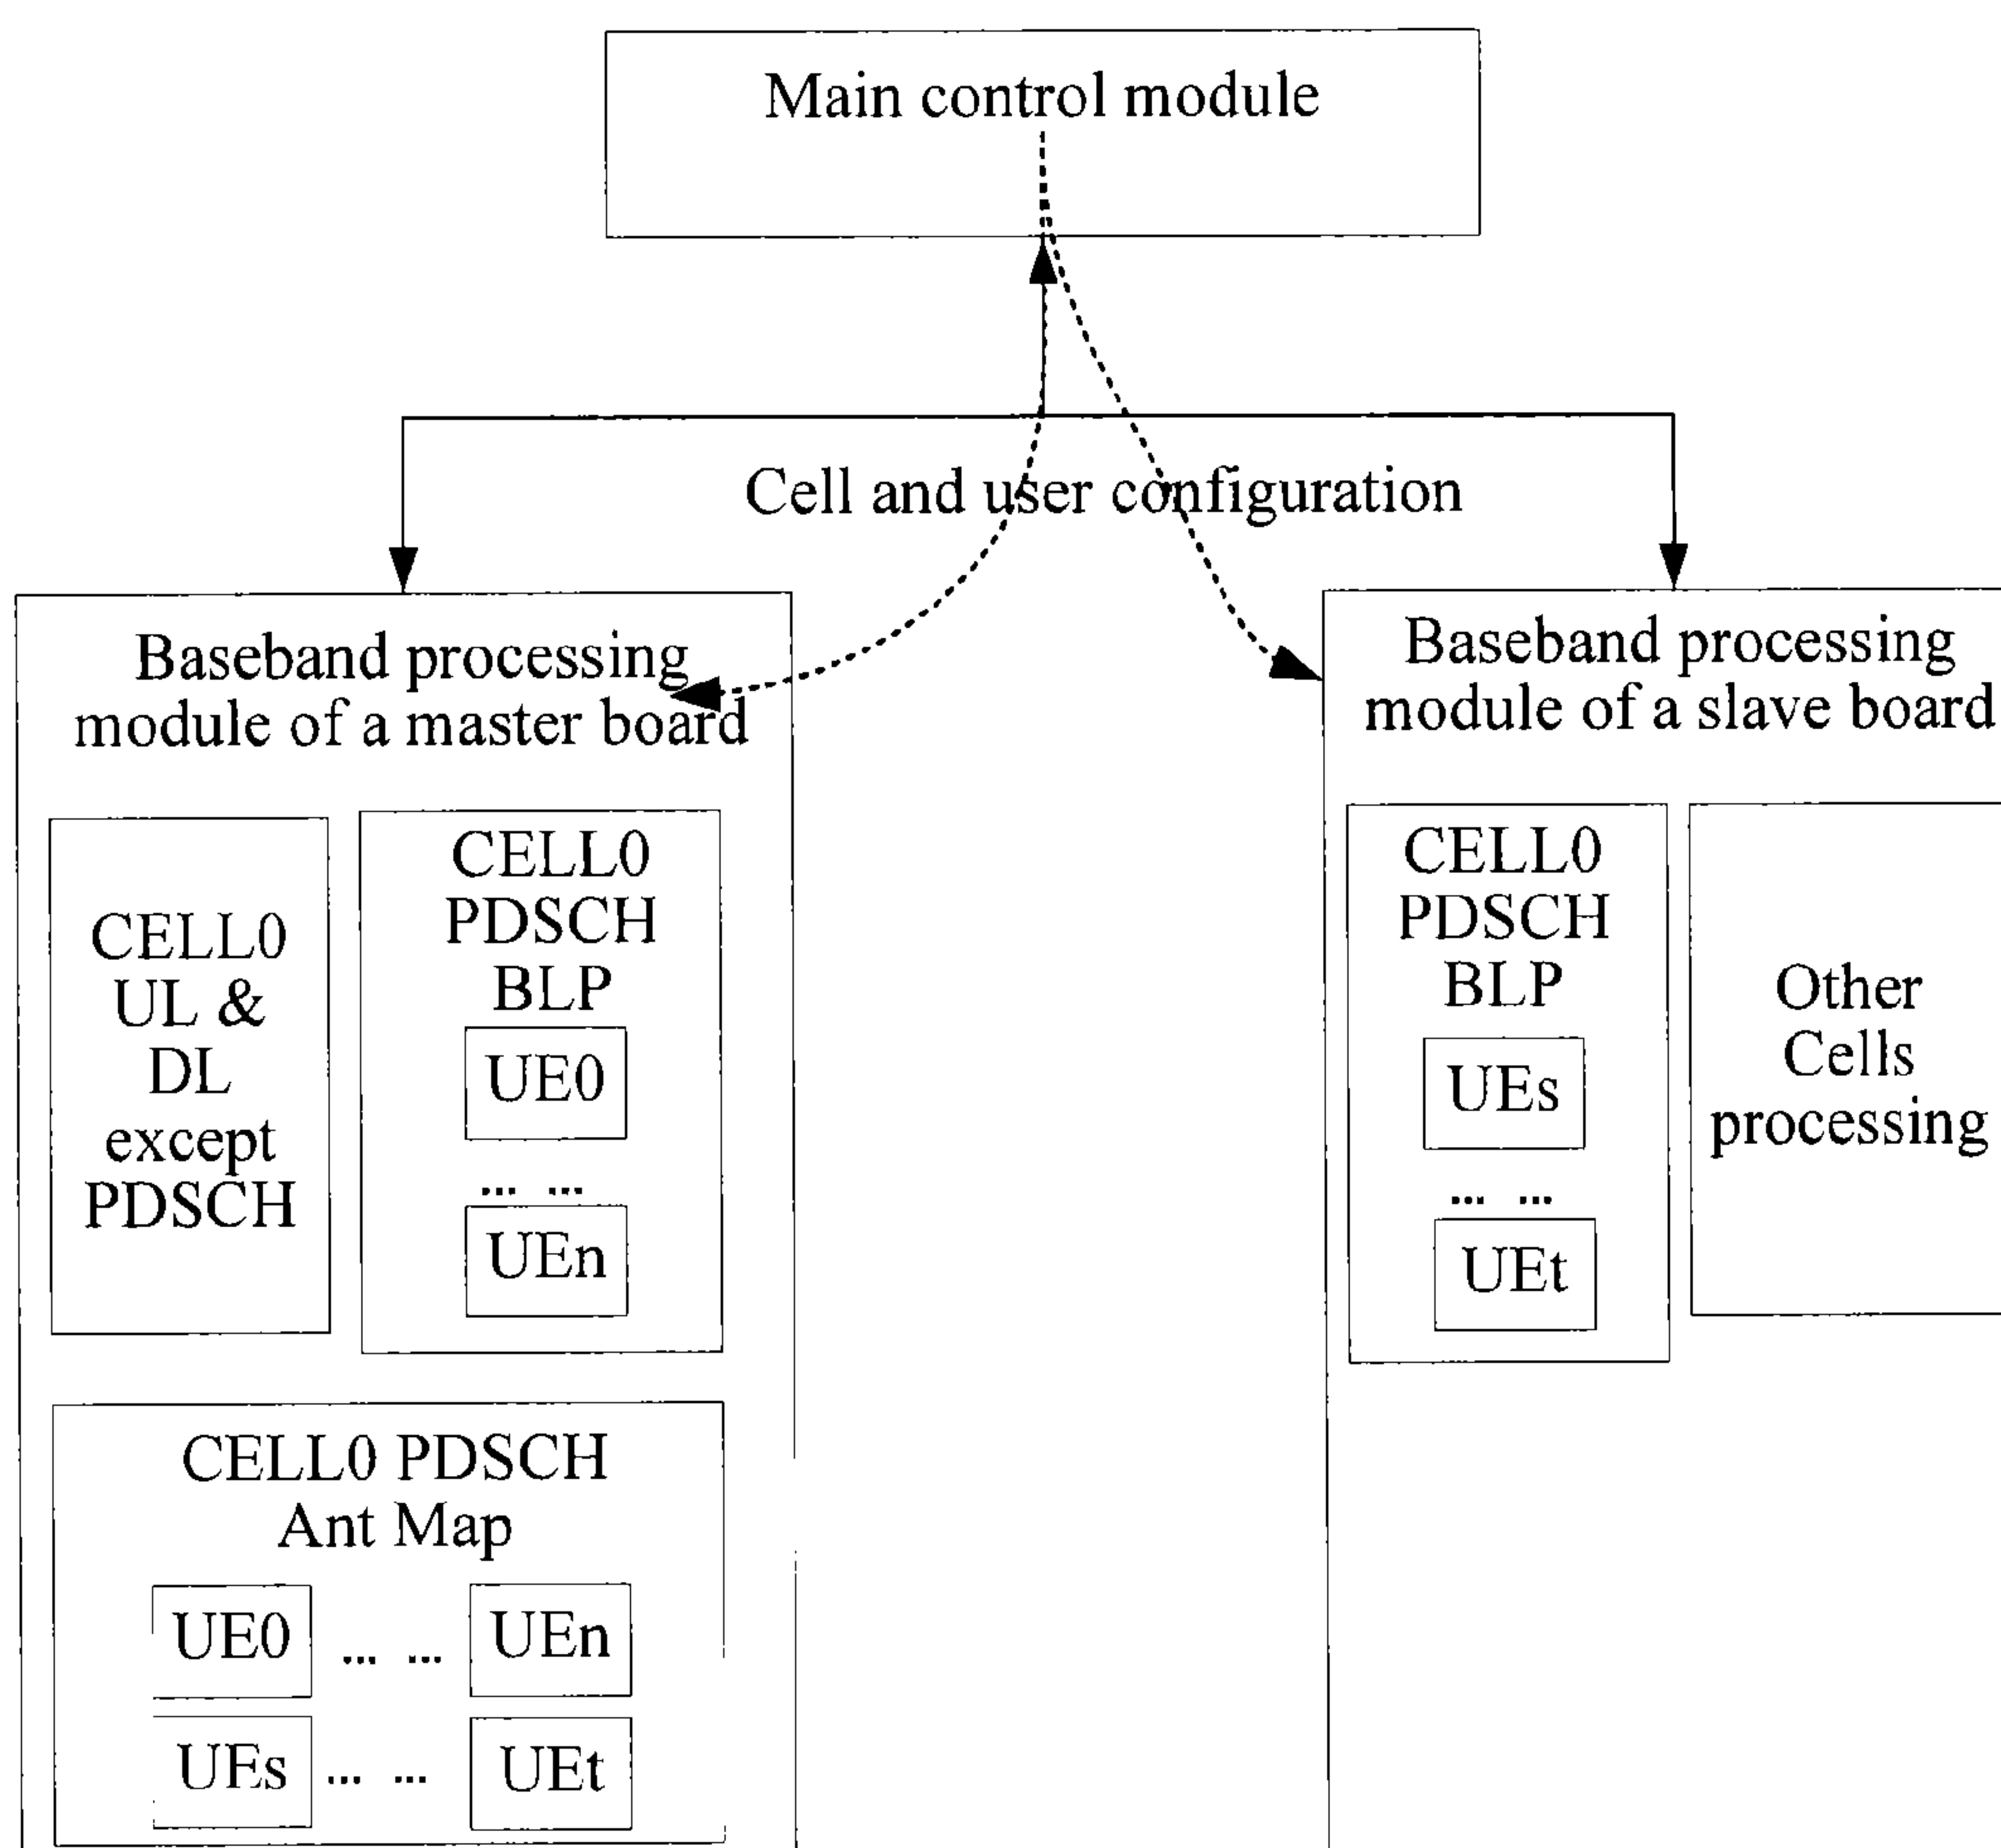 Main control module
Cell and user configuration
Baseband processing
module of a master board
CELL0
UL &
DL
except
PDSCH
CELL0
PDSCH
BLP
UE0
... ...
UEn
CELL0 PDSCH
Ant Map
UE0 ... ... UEn
UEs ... ... UEt
Baseband processing
module of a slave board
CELL0
PDSCH
BLP
UEs
... ...
UEt
Other
Cells
processing